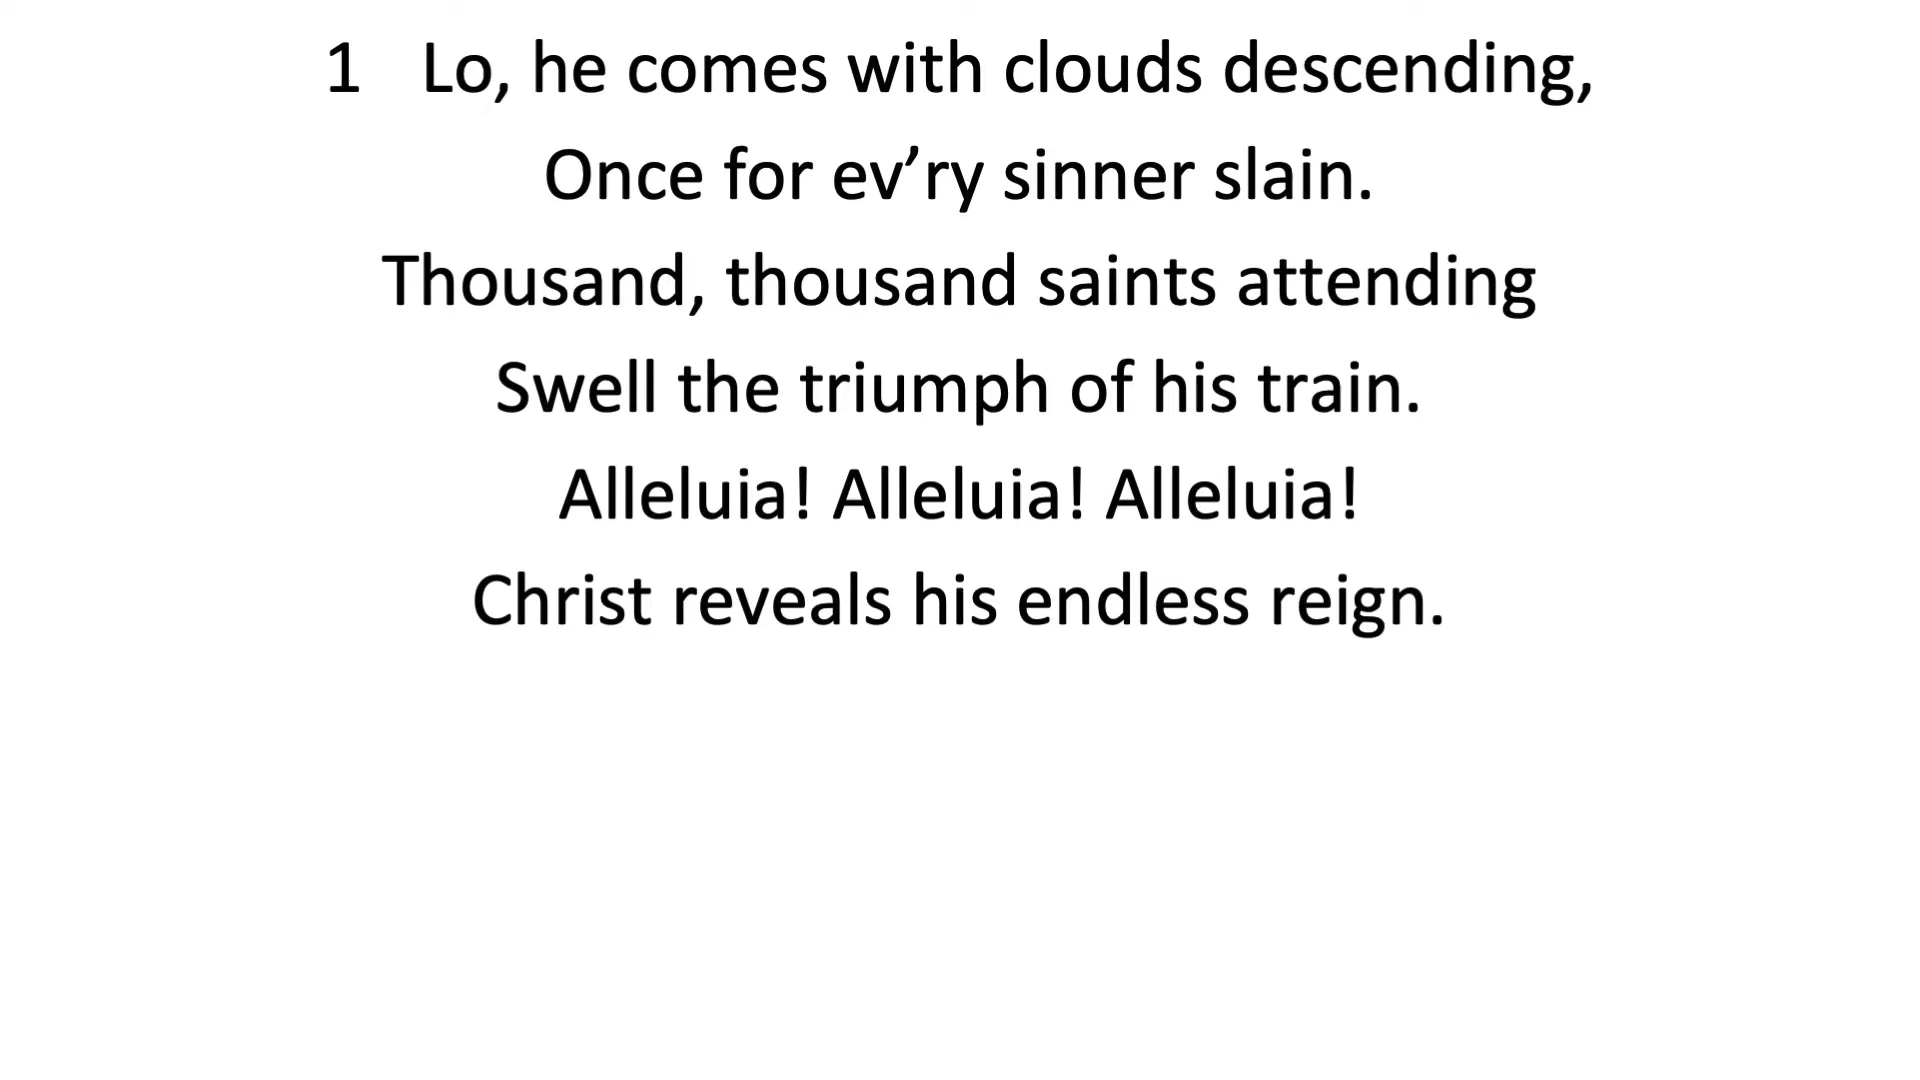 1 Lo, he comes with clouds descending,
Once for ev’ry sinner slain.
Thousand, thousand saints attending
Swell the triumph of his train.
Alleluia! Alleluia! Alleluia!
Christ reveals his endless reign.